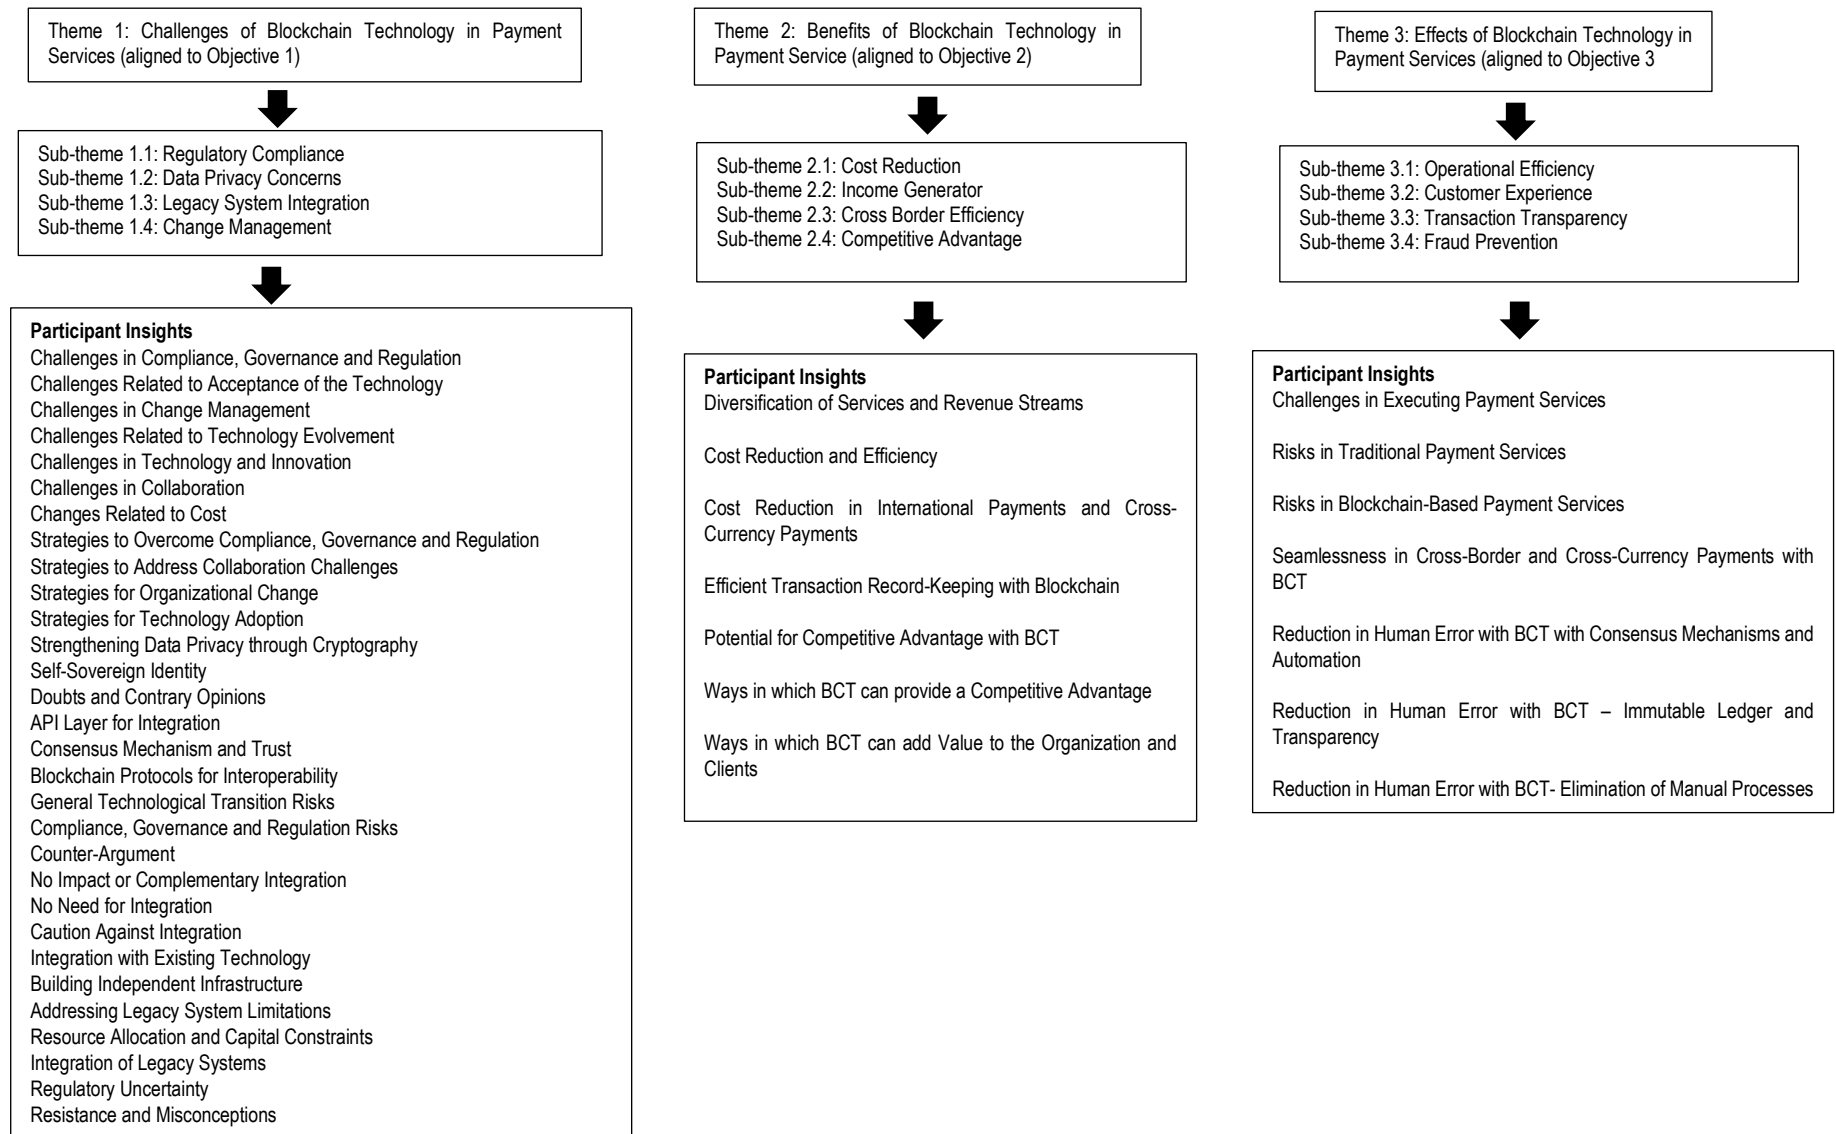 Theme 1: Challenges of Blockchain Technology in Payment
Services (aligned to Objective 1)
Sub-theme 1.1: Regulatory Compliance
Sub-theme 1.2: Data Privacy Concerns
Sub-theme 1.3: Legacy System Integration
Sub-theme 1.4: Change Management
Participant Insights
Challenges in Compliance, Governance and Regulation
Challenges Related to Acceptance of the Technology
Challenges in Change Management
Challenges Related to Technology Evolvement
Challenges in Technology and Innovation
Challenges in Collaboration
Changes Related to Cost
Strategies to Overcome Compliance, Governance and Regulation
Strategies to Address Collaboration Challenges
Strategies for Organizational Change
Strategies for Technology Adoption
Strengthening Data Privacy through Cryptography
Self-Sovereign Identity
Doubts and Contrary Opinions
API Layer for Integration
Consensus Mechanism and Trust
Blockchain Protocols for Interoperability
General Technological Transition Risks
Compliance, Governance and Regulation Risks
Counter-Argument
No Impact or Complementary Integration
No Need for Integration
Caution Against Integration
Integration with Existing Technology
Building Independent Infrastructure
Addressing Legacy System Limitations
Resource Allocation and Capital Constraints
Integration of Legacy Systems
Regulatory Uncertainty
Resistance and Misconceptions
Theme 2: Benefits of Blockchain Technology in
Payment Service (aligned to Objective 2)
Sub-theme 2.1: Cost Reduction
Sub-theme 2.2: Income Generator
Sub-theme 2.3: Cross Border Efficiency
Sub-theme 2.4: Competitive Advantage
Participant Insights
Diversification of Services and Revenue Streams
Cost Reduction and Efficiency
Cost Reduction in International Payments and Cross-
Currency Payments
Efficient Transaction Record-Keeping with Blockchain
Potential for Competitive Advantage with BCT
Ways in which BCT can provide a Competitive Advantage
Ways in which BCT can add Value to the Organization and
Clients
Theme 3: Effects of Blockchain Technology in
Payment Services (aligned to Objective 3
Sub-theme 3.1: Operational Efficiency
Sub-theme 3.2: Customer Experience
Sub-theme 3.3: Transaction Transparency
Sub-theme 3.4: Fraud Prevention
Participant Insights
Challenges in Executing Payment Services
Risks in Traditional Payment Services
Risks in Blockchain-Based Payment Services
Seamlessness in Cross-Border and Cross-Currency Payments with
BCT
Reduction in Human Error with BCT with Consensus Mechanisms and
Automation
Reduction in Human Error with BCT – Immutable Ledger and
Transparency
Reduction in Human Error with BCT- Elimination of Manual Processes